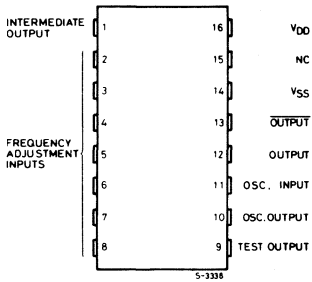 INTERMEDIATE
OUTPUT
1
16
VDD
2
15
NC
3
14
VSS
4
13
OUTPUT
FREQUENCY
ADJUSTMENT
INPUTS
5
12
OUTPUT
6
11
OSC. INPUT
7
10
OSC.OUTPUT
8
9
TEST OUTPUT
S-3338